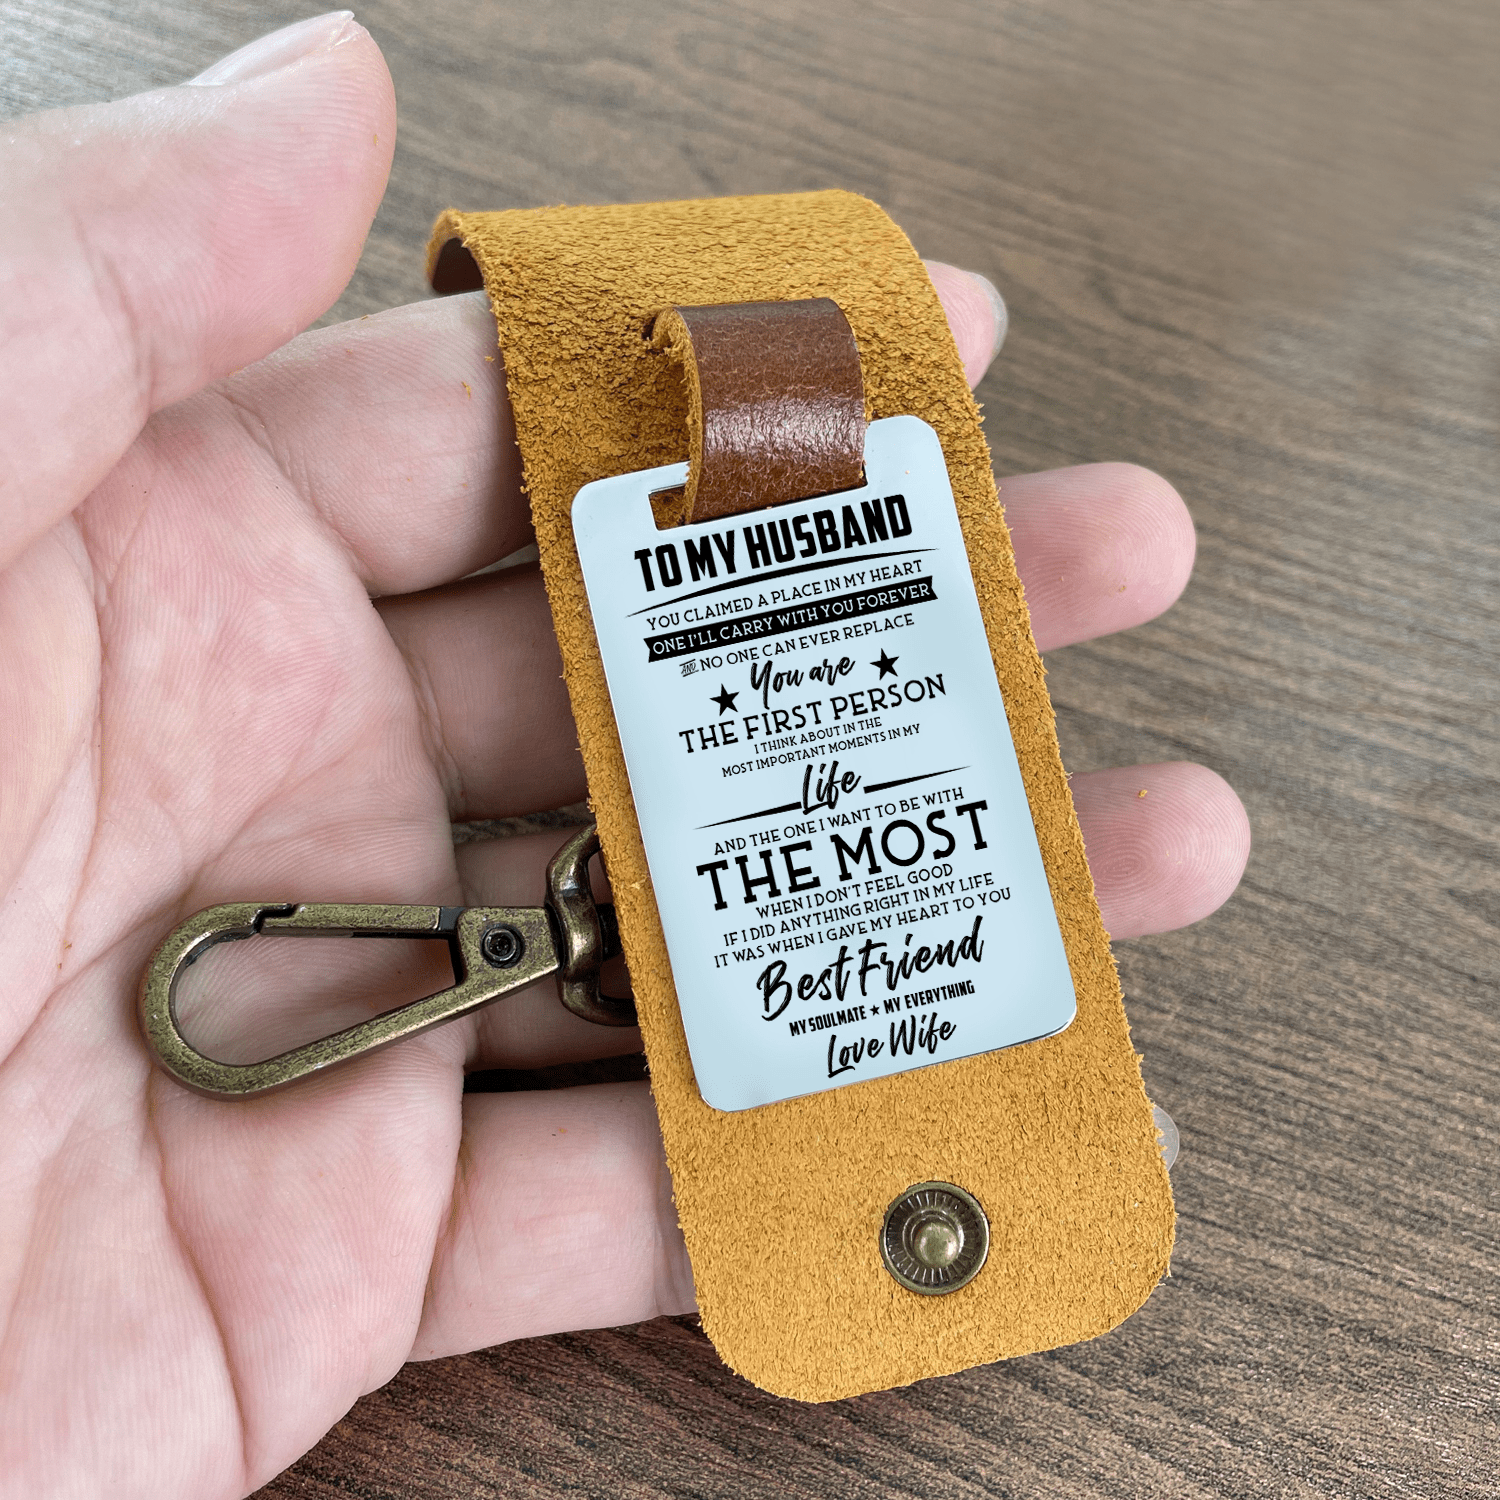 TO MY HUSBAND
YOU CLAIMED A PLACE IN MY HEART
ONE I'LL CARRY WITH YOU FOREVER
AND NO ONE CAN EVER REPLACE
You are
THE FIRST PERSON
I THINK ABOUT IN THE
MOST IMPORTANT MOMENTS IN MY
Life
AND THE ONE I WANT TO BE WITH
THE MOST
WHEN I DON'T FEEL GOOD
IF I DID ANYTHING RIGHT IN MY LIFE
IT WAS WHEN I GAVE MY HEART TO YOU
Best Friend
MY SOULMATE ★ MY EVERYTHING
Love Wife